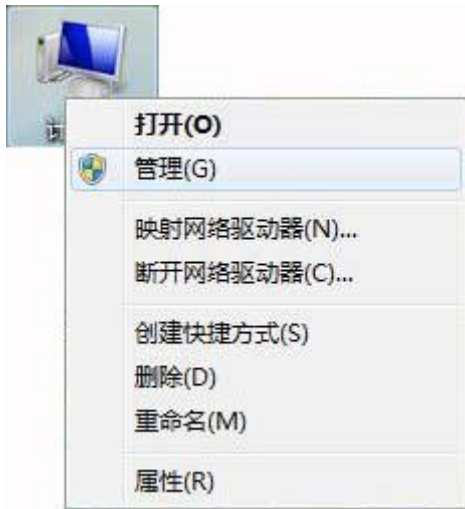 打开(O)
管理(G)
映射网络驱动器(N)...
断开网络驱动器(C)...
创建快捷方式(S)
删除(D)
重命名(M)
属性(R)